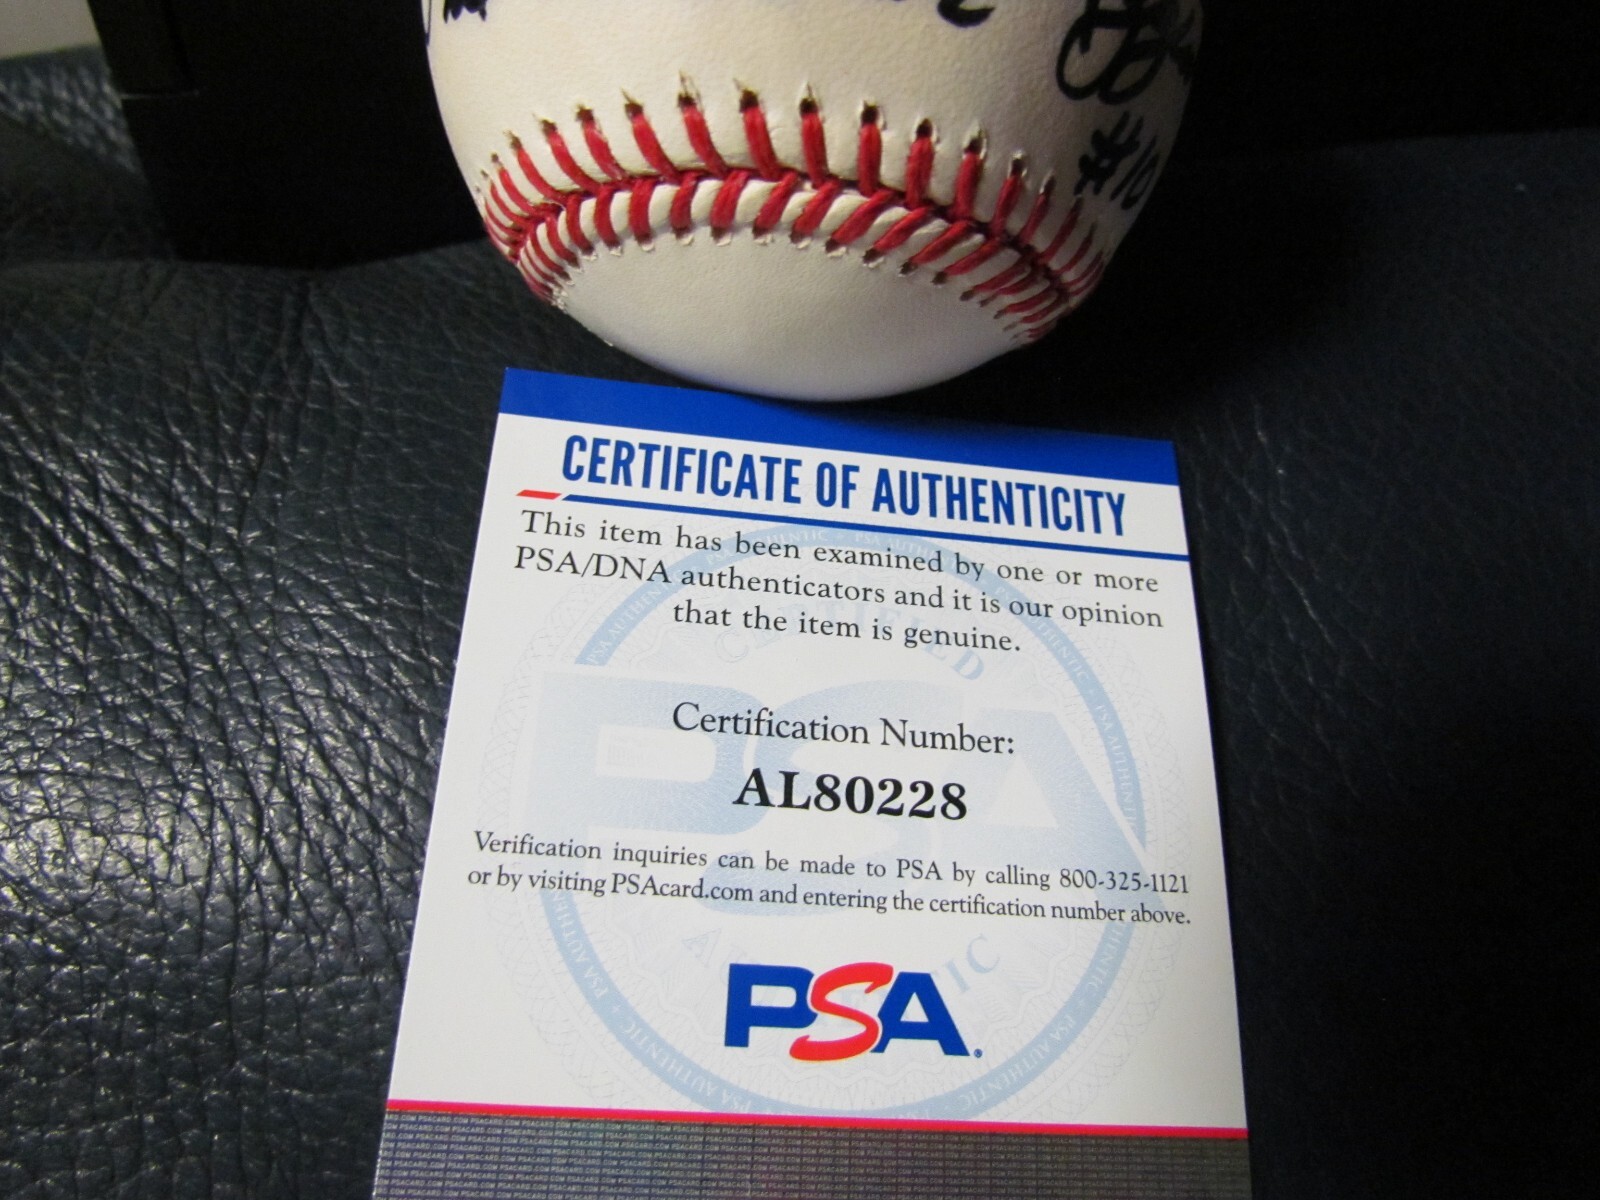 #10
CERTIFICATE OF AUTHENTICITY
This item has been examined by one or more
PSA/DNA authenticators and it is our opinion
that the item is genuine.
Certification Number:
AL80228
Verification inquiries can be made to PSA by calling 800-325-1121
or by visiting PSAcard.com and entering the certification number above.
PSA